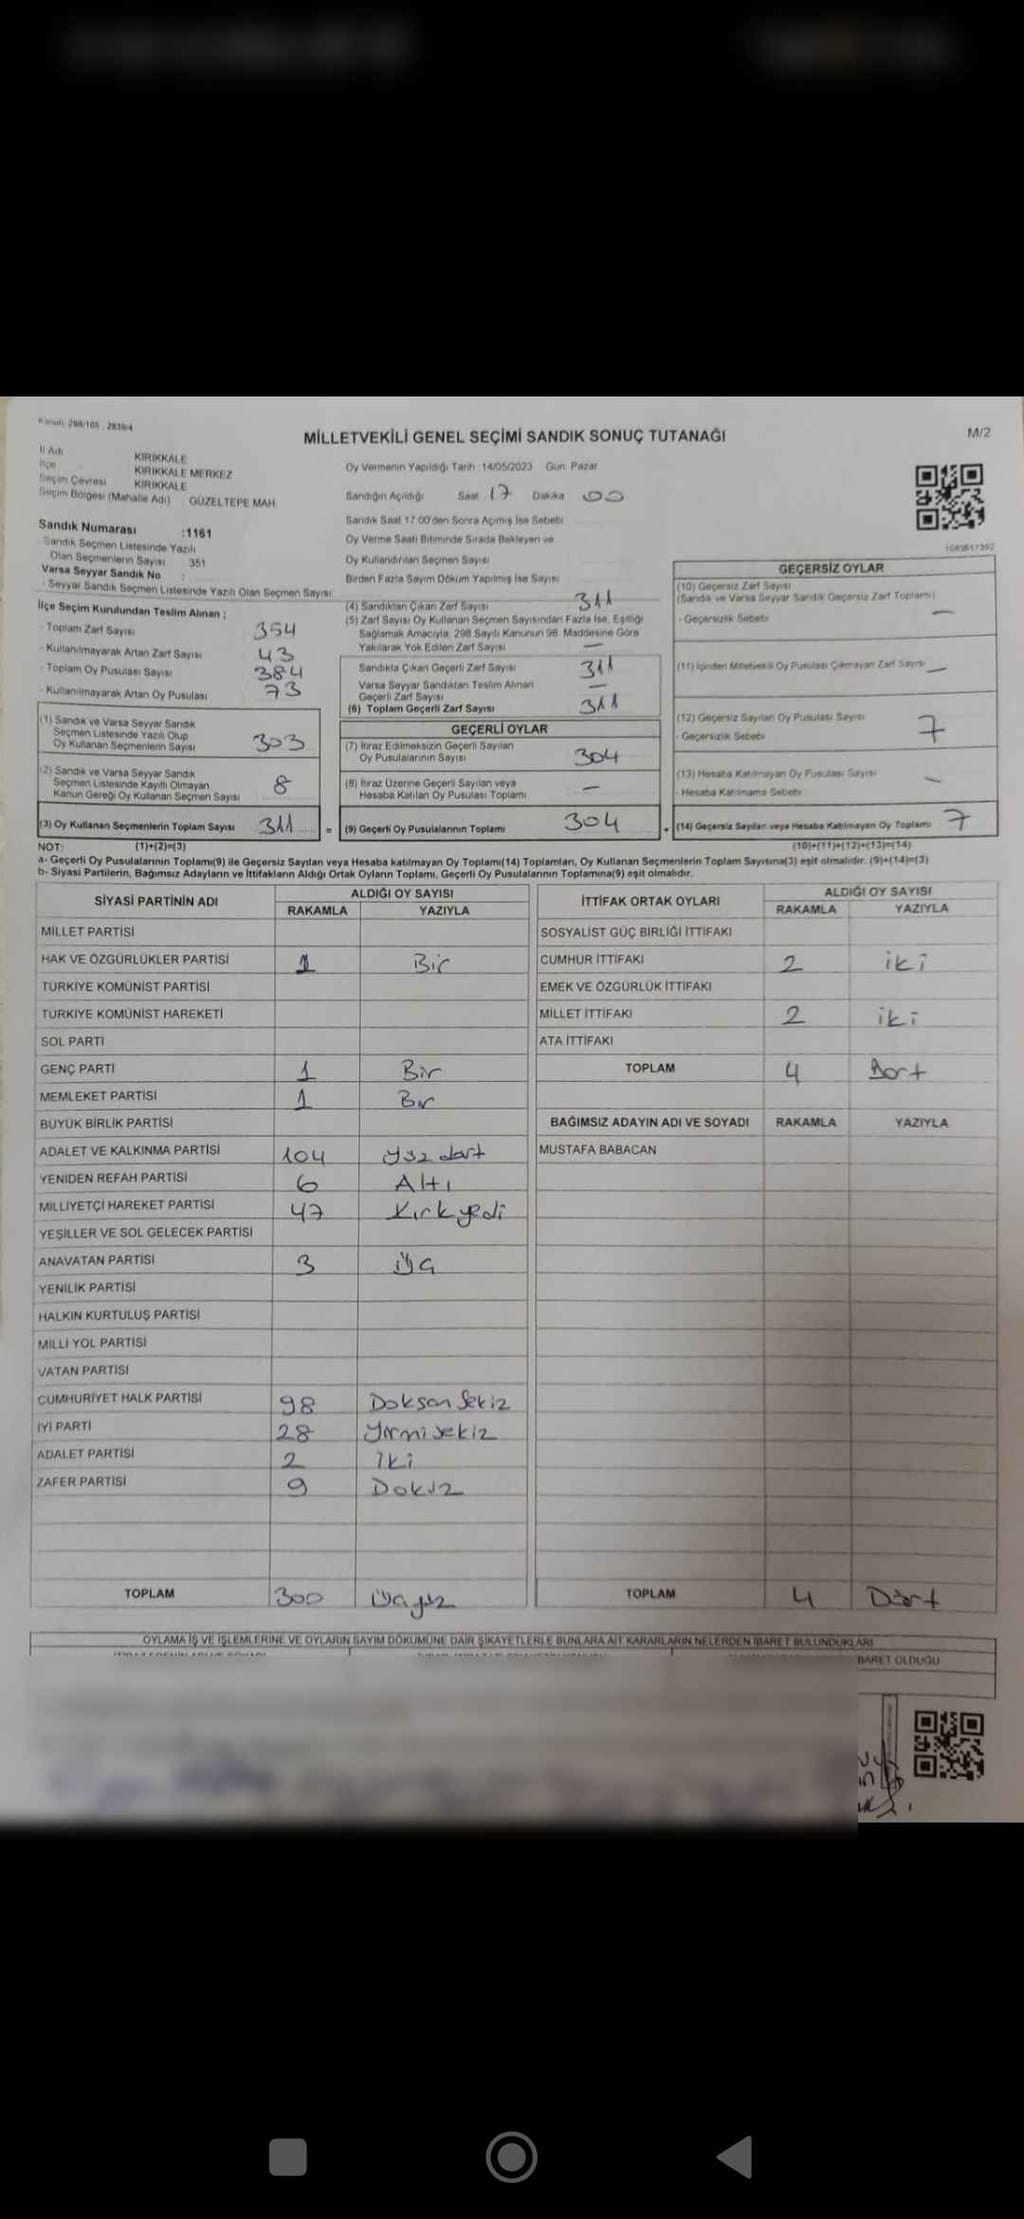 Kanun: 298/105 , 2839/4
MİLLETVEKİLİ GENEL SEÇİMİ SANDIK SONUÇ TUTANAĞI
M/2
İl Adı KIRIKKALE
İlçe KIRIKKALE MERKEZ
Seçim Çevresi KIRIKKALE
Seçim Bölgesi (Mahalle Adı) GÜZELTEPE MAH
Oy Vermenin Yapıldığı Tarih 14/05/2023 Gün Pazar
Sandığın Açıldığı Saat 17 Dakika 00
Sandık Saat 17.00'den Sonra Açımış İse Sebebi
Oy Verme Saati Bitiminde Sırada Bekleyen ve
Oy Kullandırılan Seçmen Sayısı
Birden Fazla Sayım Döküm Yapılmış İse Sayısı
Sandık Numarası :1161
Sandık Seçmen Listesinde Yazılı
Olan Seçmenlerin Sayısı 351
Varsa Seyyar Sandık No :
- Seyyar Sandık Seçmen Listesinde Yazılı Olan Seçmen Sayısı:
İlçe Seçim Kurulundan Teslim Alınan ;
- Toplam Zarf Sayısı 354
- Kullanılmayarak Artan Zarf Sayısı 43
- Toplam Oy Pusulası Sayısı 384
- Kullanılmayarak Artan Oy Pusulası 73
(1) Sandık ve Varsa Seyyar Sandık
Seçmen Listesinde Yazılı Olup
Oy Kullanan Seçmenlerin Sayısı 303
(2) Sandık ve Varsa Seyyar Sandık
Seçmen Listesinde Kayıtlı Olmayan
Kanun Gereği Oy Kullanan Seçmen Sayısı 8
(3) Oy Kullanan Seçmenlerin Toplam Sayısı 311 =
(4) Sandıktan Çıkan Zarf Sayısı 311
(5) Zarf Sayısı Oy Kullanan Seçmen Sayısından Fazla İse, Eşitliği
Sağlamak Amacıyla, 298 Sayılı Kanunun 98. Maddesine Göre
Yakılarak Yok Edilen Zarf Sayısı —
Sandıkta Çıkan Geçerli Zarf Sayısı 311
Varsa Seyyar Sandıktan Teslim Alınan
Geçerli Zarf Sayısı —
(6) Toplam Geçerli Zarf Sayısı 311
GEÇERLİ OYLAR
(7) İtiraz Edilmeksizin Geçerli Sayılan
Oy Pusulalarının Sayısı 304
(8) İtiraz Üzerine Geçerli Sayılan veya
Hesaba Katılan Oy Pusulası Toplamı —
(9) Geçerli Oy Pusulalarının Toplamı 304 +
1083617392
GEÇERSİZ OYLAR
(10) Geçersiz Zarf Sayısı
(Sandık ve Varsa Seyyar Sandık Geçersiz Zarf Toplamı)
- Geçersizlik Sebebi —
(11) İçinden Milletvekili Oy Pusulası Çıkmayan Zarf Sayısı —
(12) Geçersiz Sayılan Oy Pusulası Sayısı 7
- Geçersizlik Sebebi
(13) Hesaba Katılmayan Oy Pusulası Sayısı —
- Hesaba Katılmama Sebebi
(14) Geçersiz Sayılan veya Hesaba Katılmayan Oy Toplamı 7
NOT: (1)+(2)=(3) (10)+(11)+(12)+(13)=(14)
a- Geçerli Oy Pusulalarının Toplamı(9) ile Geçersiz Sayılan veya Hesaba katılmayan Oy Toplamı(14) Toplamları, Oy Kullanan Seçmenlerin Toplam Sayısına(3) eşit olmalıdır. (9)+(14)=(3)
b- Siyasi Partilerin, Bağımsız Adayların ve İttifakların Aldığı Ortak Oyların Toplamı, Geçerli Oy Pusulalarının Toplamına(9) eşit olmalıdır.
SİYASİ PARTİNİN ADI ALDIĞI OY SAYISI
RAKAMLA YAZIYLA
MİLLET PARTİSİ
HAK VE ÖZGÜRLÜKLER PARTİSİ 1 Bir
TÜRKİYE KOMÜNİST PARTİSİ
TÜRKİYE KOMÜNİST HAREKETİ
SOL PARTİ
GENÇ PARTİ 1 Bir
MEMLEKET PARTİSİ 1 Bir
BÜYÜK BİRLİK PARTİSİ
ADALET VE KALKINMA PARTİSİ 104 Yüz dört
YENİDEN REFAH PARTİSİ 6 Altı
MİLLİYETÇİ HAREKET PARTİSİ 47 Kırkyedi
YEŞİLLER VE SOL GELECEK PARTİSİ
ANAVATAN PARTİSİ 3 üç
YENİLİK PARTİSİ
HALKIN KURTULUŞ PARTİSİ
MİLLİ YOL PARTİSİ
VATAN PARTİSİ
CUMHURİYET HALK PARTİSİ 98 Doksan Sekiz
İYİ PARTİ 28 Yirmisekiz
ADALET PARTİSİ 2 iki
ZAFER PARTİSİ 9 Dokuz
TOPLAM 300 Üçyüz
İTTİFAK ORTAK OYLARI ALDIĞI OY SAYISI
RAKAMLA YAZIYLA
SOSYALİST GÜÇ BİRLİĞİ İTTİFAKI
CUMHUR İTTİFAKI 2 iki
EMEK VE ÖZGÜRLÜK İTTİFAKI
MİLLET İTTİFAKI 2 iki
ATA İTTİFAKI
TOPLAM 4 Dört
BAĞIMSIZ ADAYIN ADI VE SOYADI RAKAMLA YAZIYLA
MUSTAFA BABACAN
TOPLAM 4 Dört
OYLAMA İŞ VE İŞLEMLERİNE VE OYLARIN SAYIM DÖKÜMÜNE DAİR ŞİKAYETLERLE BUNLARA AİT KARARLARIN NELERDEN İBARET BULUNDUKLARI
İBARET OLDUĞU